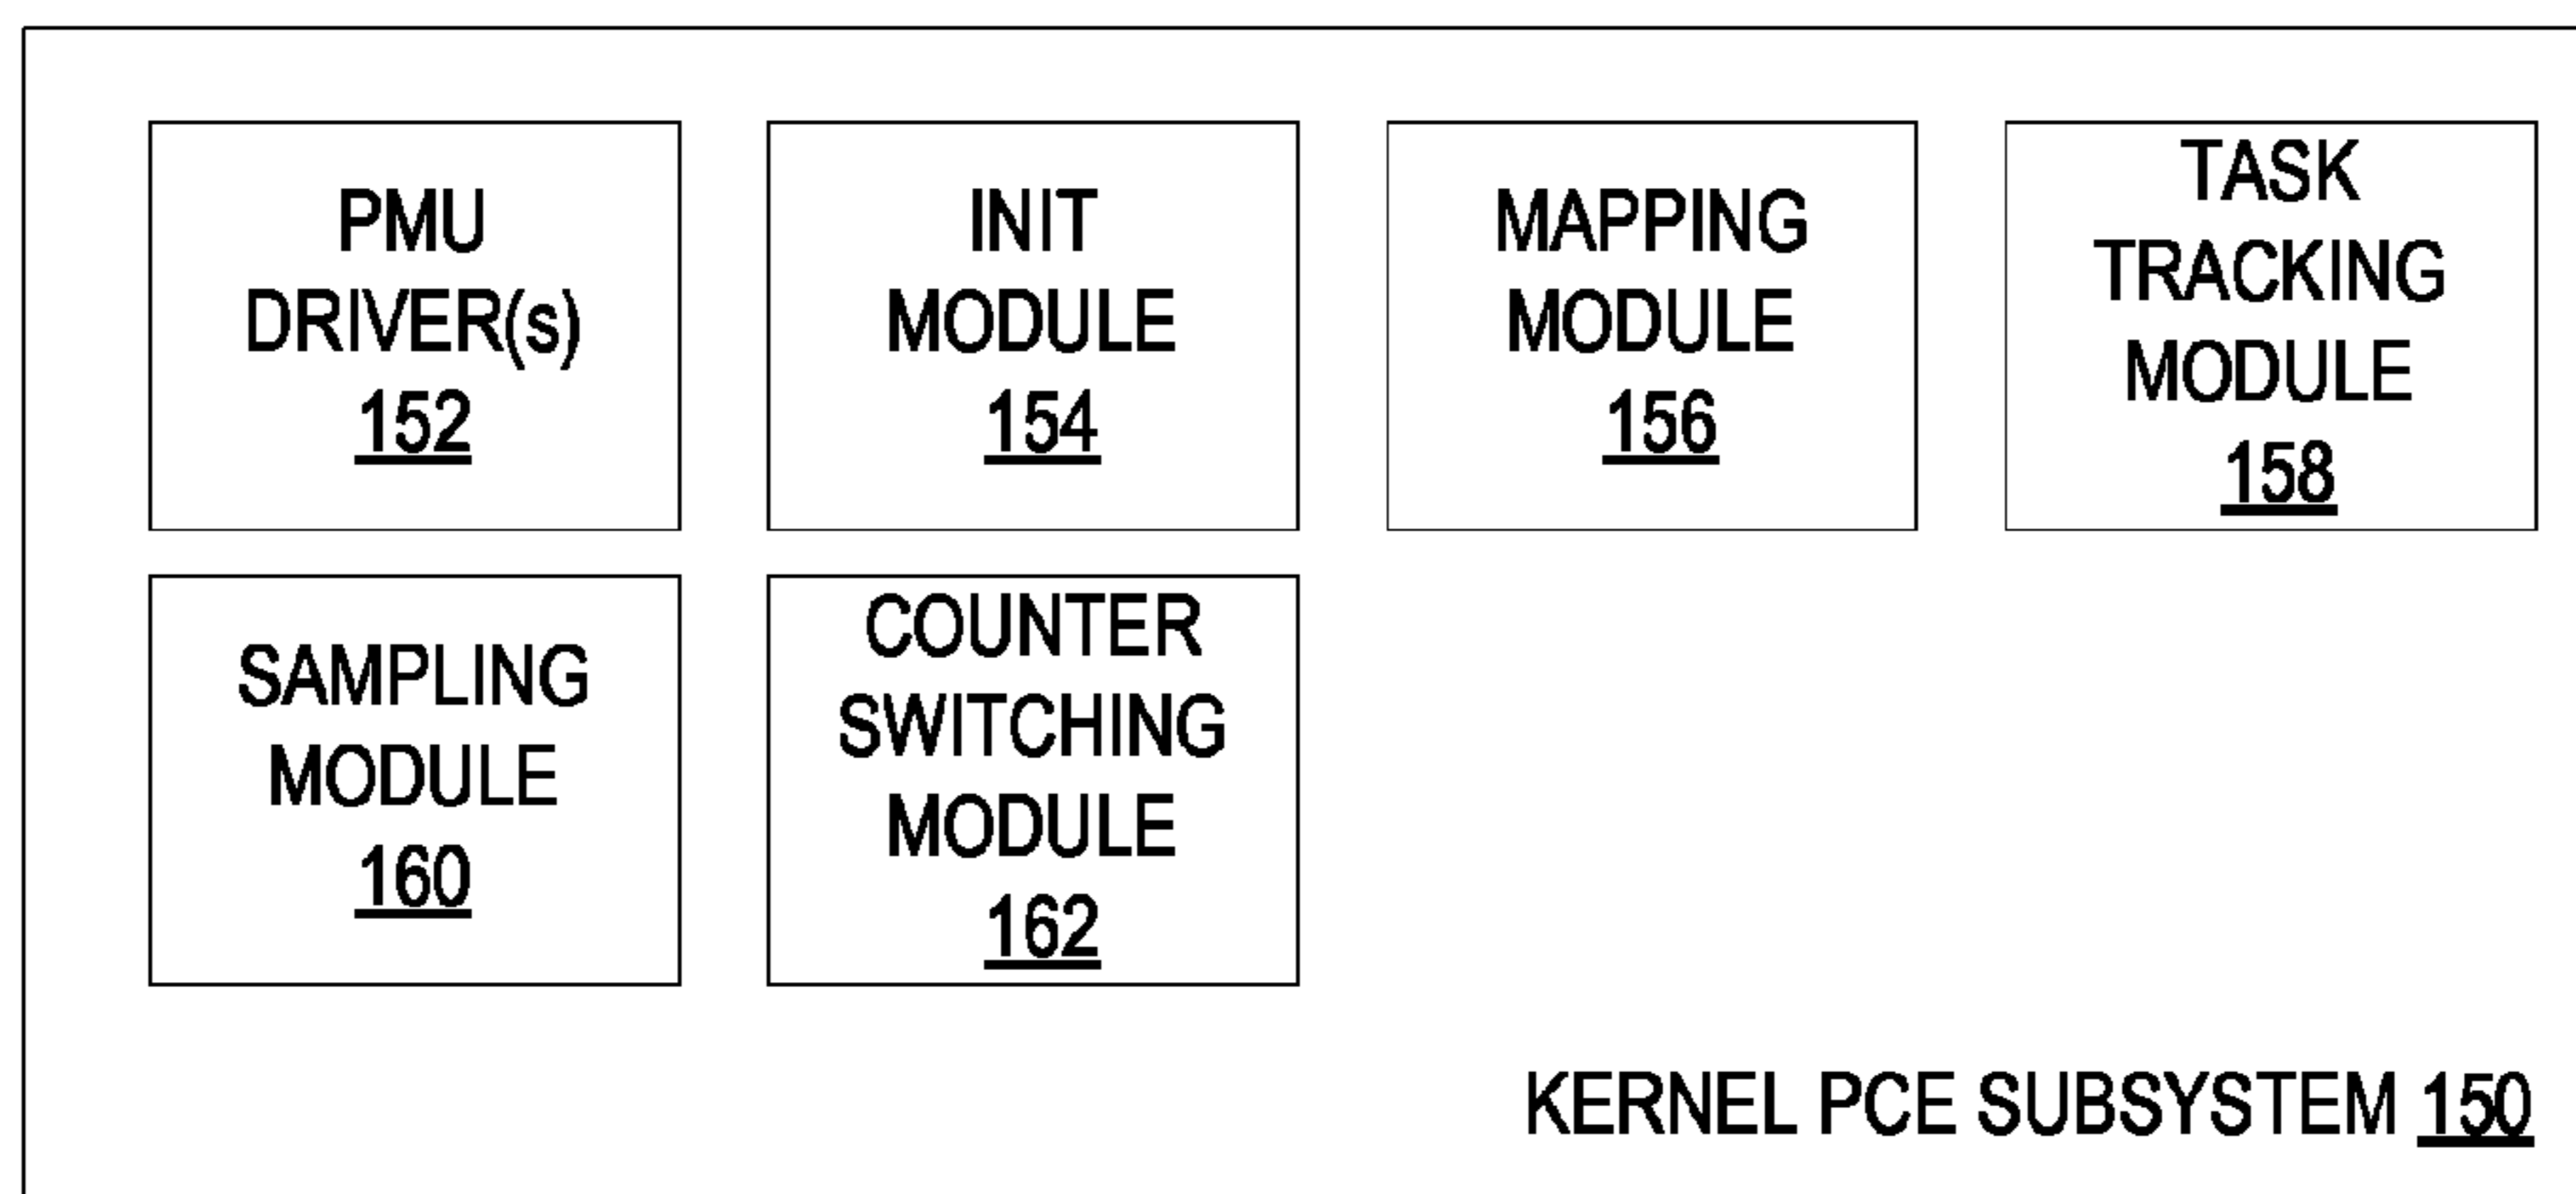 PMU
DRIVER(s)
152
INIT
MODULE
154
MAPPING
MODULE
156
TASK
TRACKING
MODULE
158
SAMPLING
MODULE
160
COUNTER
SWITCHING
MODULE
162
KERNEL PCE SUBSYSTEM 150